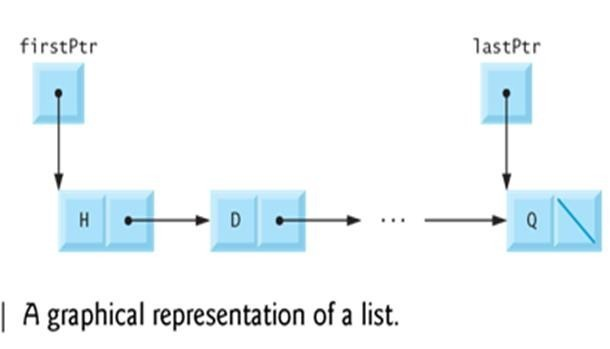 firstPtr lastPtr
H D ... Q
| A graphical representation of a list.